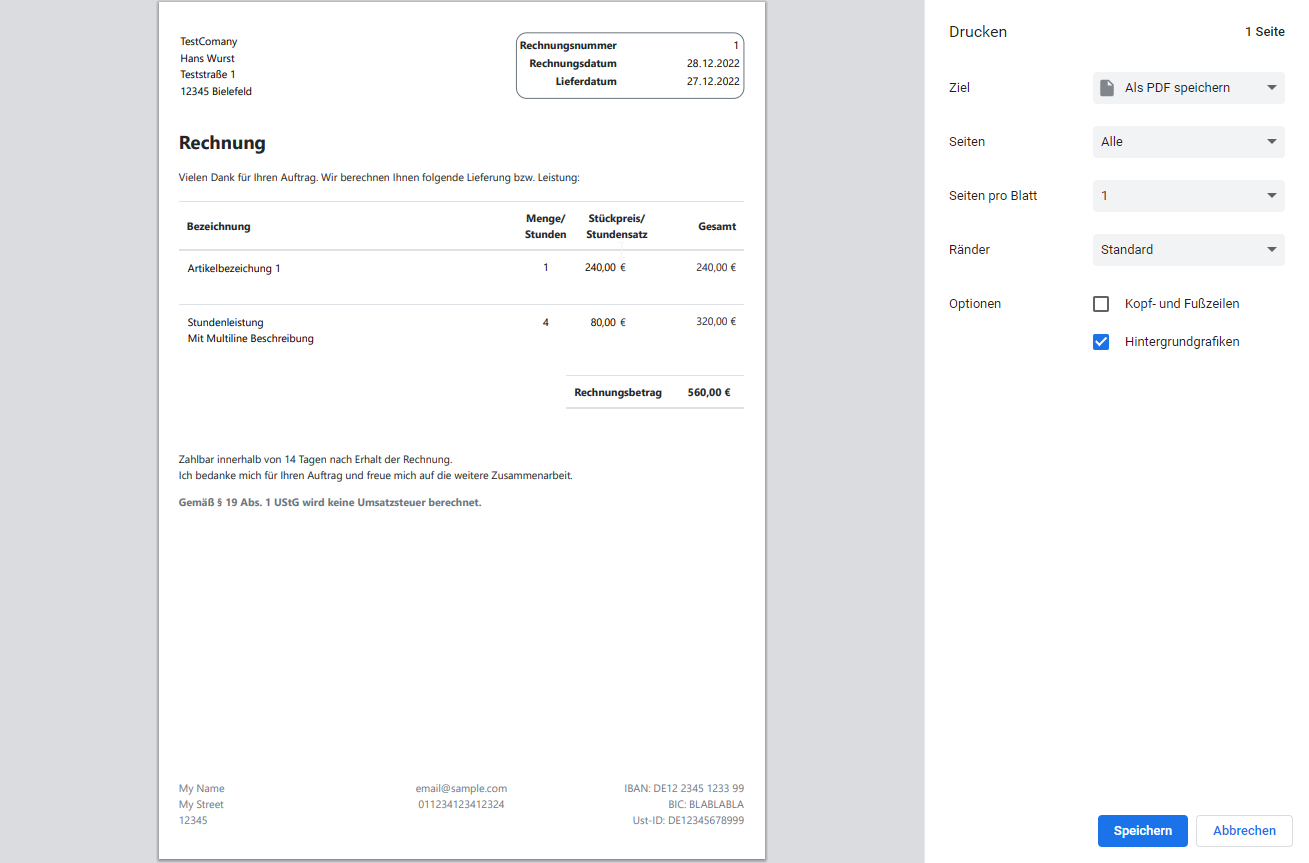 TestComany
Hans Wurst
Teststraße 1
12345 Bielefeld
Rechnungsnummer 1
Rechnungsdatum 28.12.2022
Lieferdatum 27.12.2022
Rechnung
Vielen Dank für Ihren Auftrag. Wir berechnen Ihnen folgende Lieferung bzw. Leistung:
Bezeichnung Menge/ Stunden Stückpreis/ Stundensatz Gesamt
Artikelbezeichung 1 1 240,00 € 240,00 €
Stundenleistung 4 80,00 € 320,00 €
Mit Multiline Beschreibung
Rechnungsbetrag 560,00 €
Zahlbar innerhalb von 14 Tagen nach Erhalt der Rechnung.
Ich bedanke mich für Ihren Auftrag und freue mich auf die weitere Zusammenarbeit.
Gemäß § 19 Abs. 1 UStG wird keine Umsatzsteuer berechnet.
My Name email@sample.com IBAN: DE12 2345 1233 99
My Street 011234123412324 BIC: BLABLABLA
12345 Ust-ID: DE12345678999
Drucken 1 Seite
Ziel Als PDF speichern
Seiten Alle
Seiten pro Blatt 1
Ränder Standard
Optionen Kopf- und Fußzeilen
Hintergrundgrafiken
Speichern Abbrechen